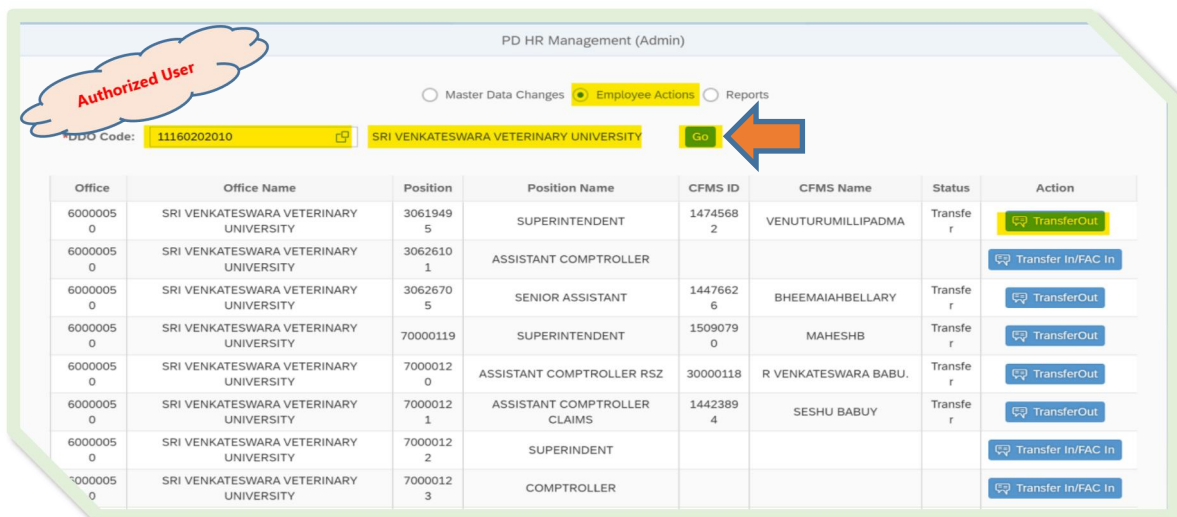 PD HR Management (Admin)
Authorized User
Master Data Changes Employee Actions Reports
*DDO Code: 11160202010 SRI VENKATESWARA VETERINARY UNIVERSITY Go
Office Office Name Position Position Name CFMS ID CFMS Name Status Action
6000005 SRI VENKATESWARA VETERINARY 3061949 SUPERINTENDENT 1474568 VENUTURUMILLIPADMA Transfe TransferOut
0 UNIVERSITY 5 2 r
6000005 SRI VENKATESWARA VETERINARY 3062610 ASSISTANT COMPTROLLER Transfer In/FAC In
0 UNIVERSITY 1
6000005 SRI VENKATESWARA VETERINARY 3062670 SENIOR ASSISTANT 1447662 BHEEMAIAHBELLARY Transfe TransferOut
0 UNIVERSITY 5 6 r
6000005 SRI VENKATESWARA VETERINARY 70000119 SUPERINTENDENT 1509079 MAHESHB Transfe TransferOut
0 UNIVERSITY 0 r
6000005 SRI VENKATESWARA VETERINARY 7000012 ASSISTANT COMPTROLLER RSZ 30000118 R VENKATESWARA BABU. Transfe TransferOut
0 UNIVERSITY 0 r
6000005 SRI VENKATESWARA VETERINARY 7000012 ASSISTANT COMPTROLLER 1442389 SESHU BABUY Transfe TransferOut
0 UNIVERSITY 1 CLAIMS 4 r
6000005 SRI VENKATESWARA VETERINARY 7000012 SUPERINDENT Transfer In/FAC In
0 UNIVERSITY 2
6000005 SRI VENKATESWARA VETERINARY 7000012 COMPTROLLER Transfer In/FAC In
0 UNIVERSITY 3